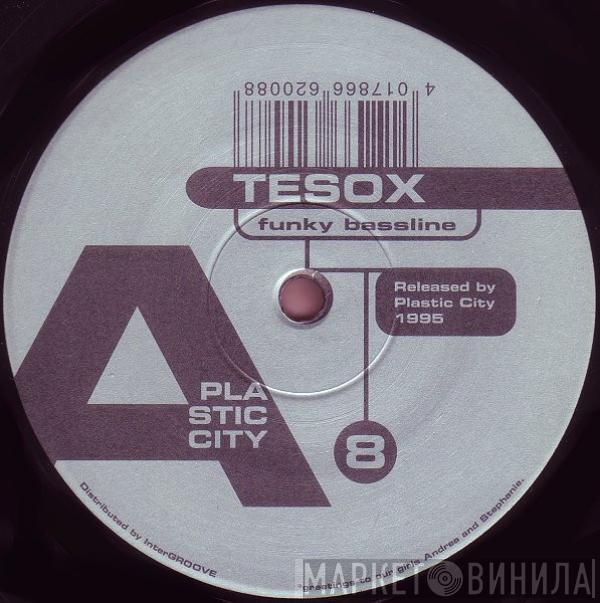 4 017866 620088
TESOX
funky bassline
Released by
Plastic City
1995
A
PLA
STIC
CITY
8
Distributed by InterGROOVE
*greetings to our girls Andrea and Stephanie.
МАРКЕТ ВИНИЛА